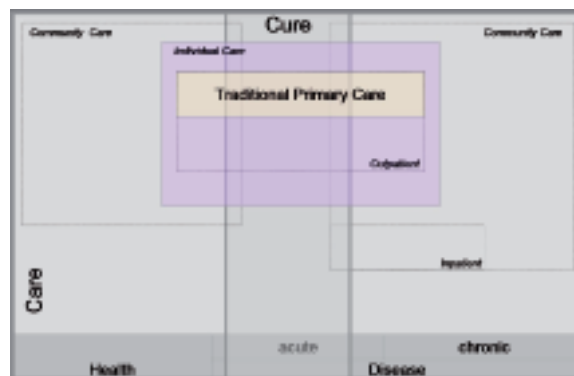 Cure
Community Care
Community Care
Individual Care
Traditional Primary Care
Outpatient
Inpatient
Care
acute
chronic
Health
Disease